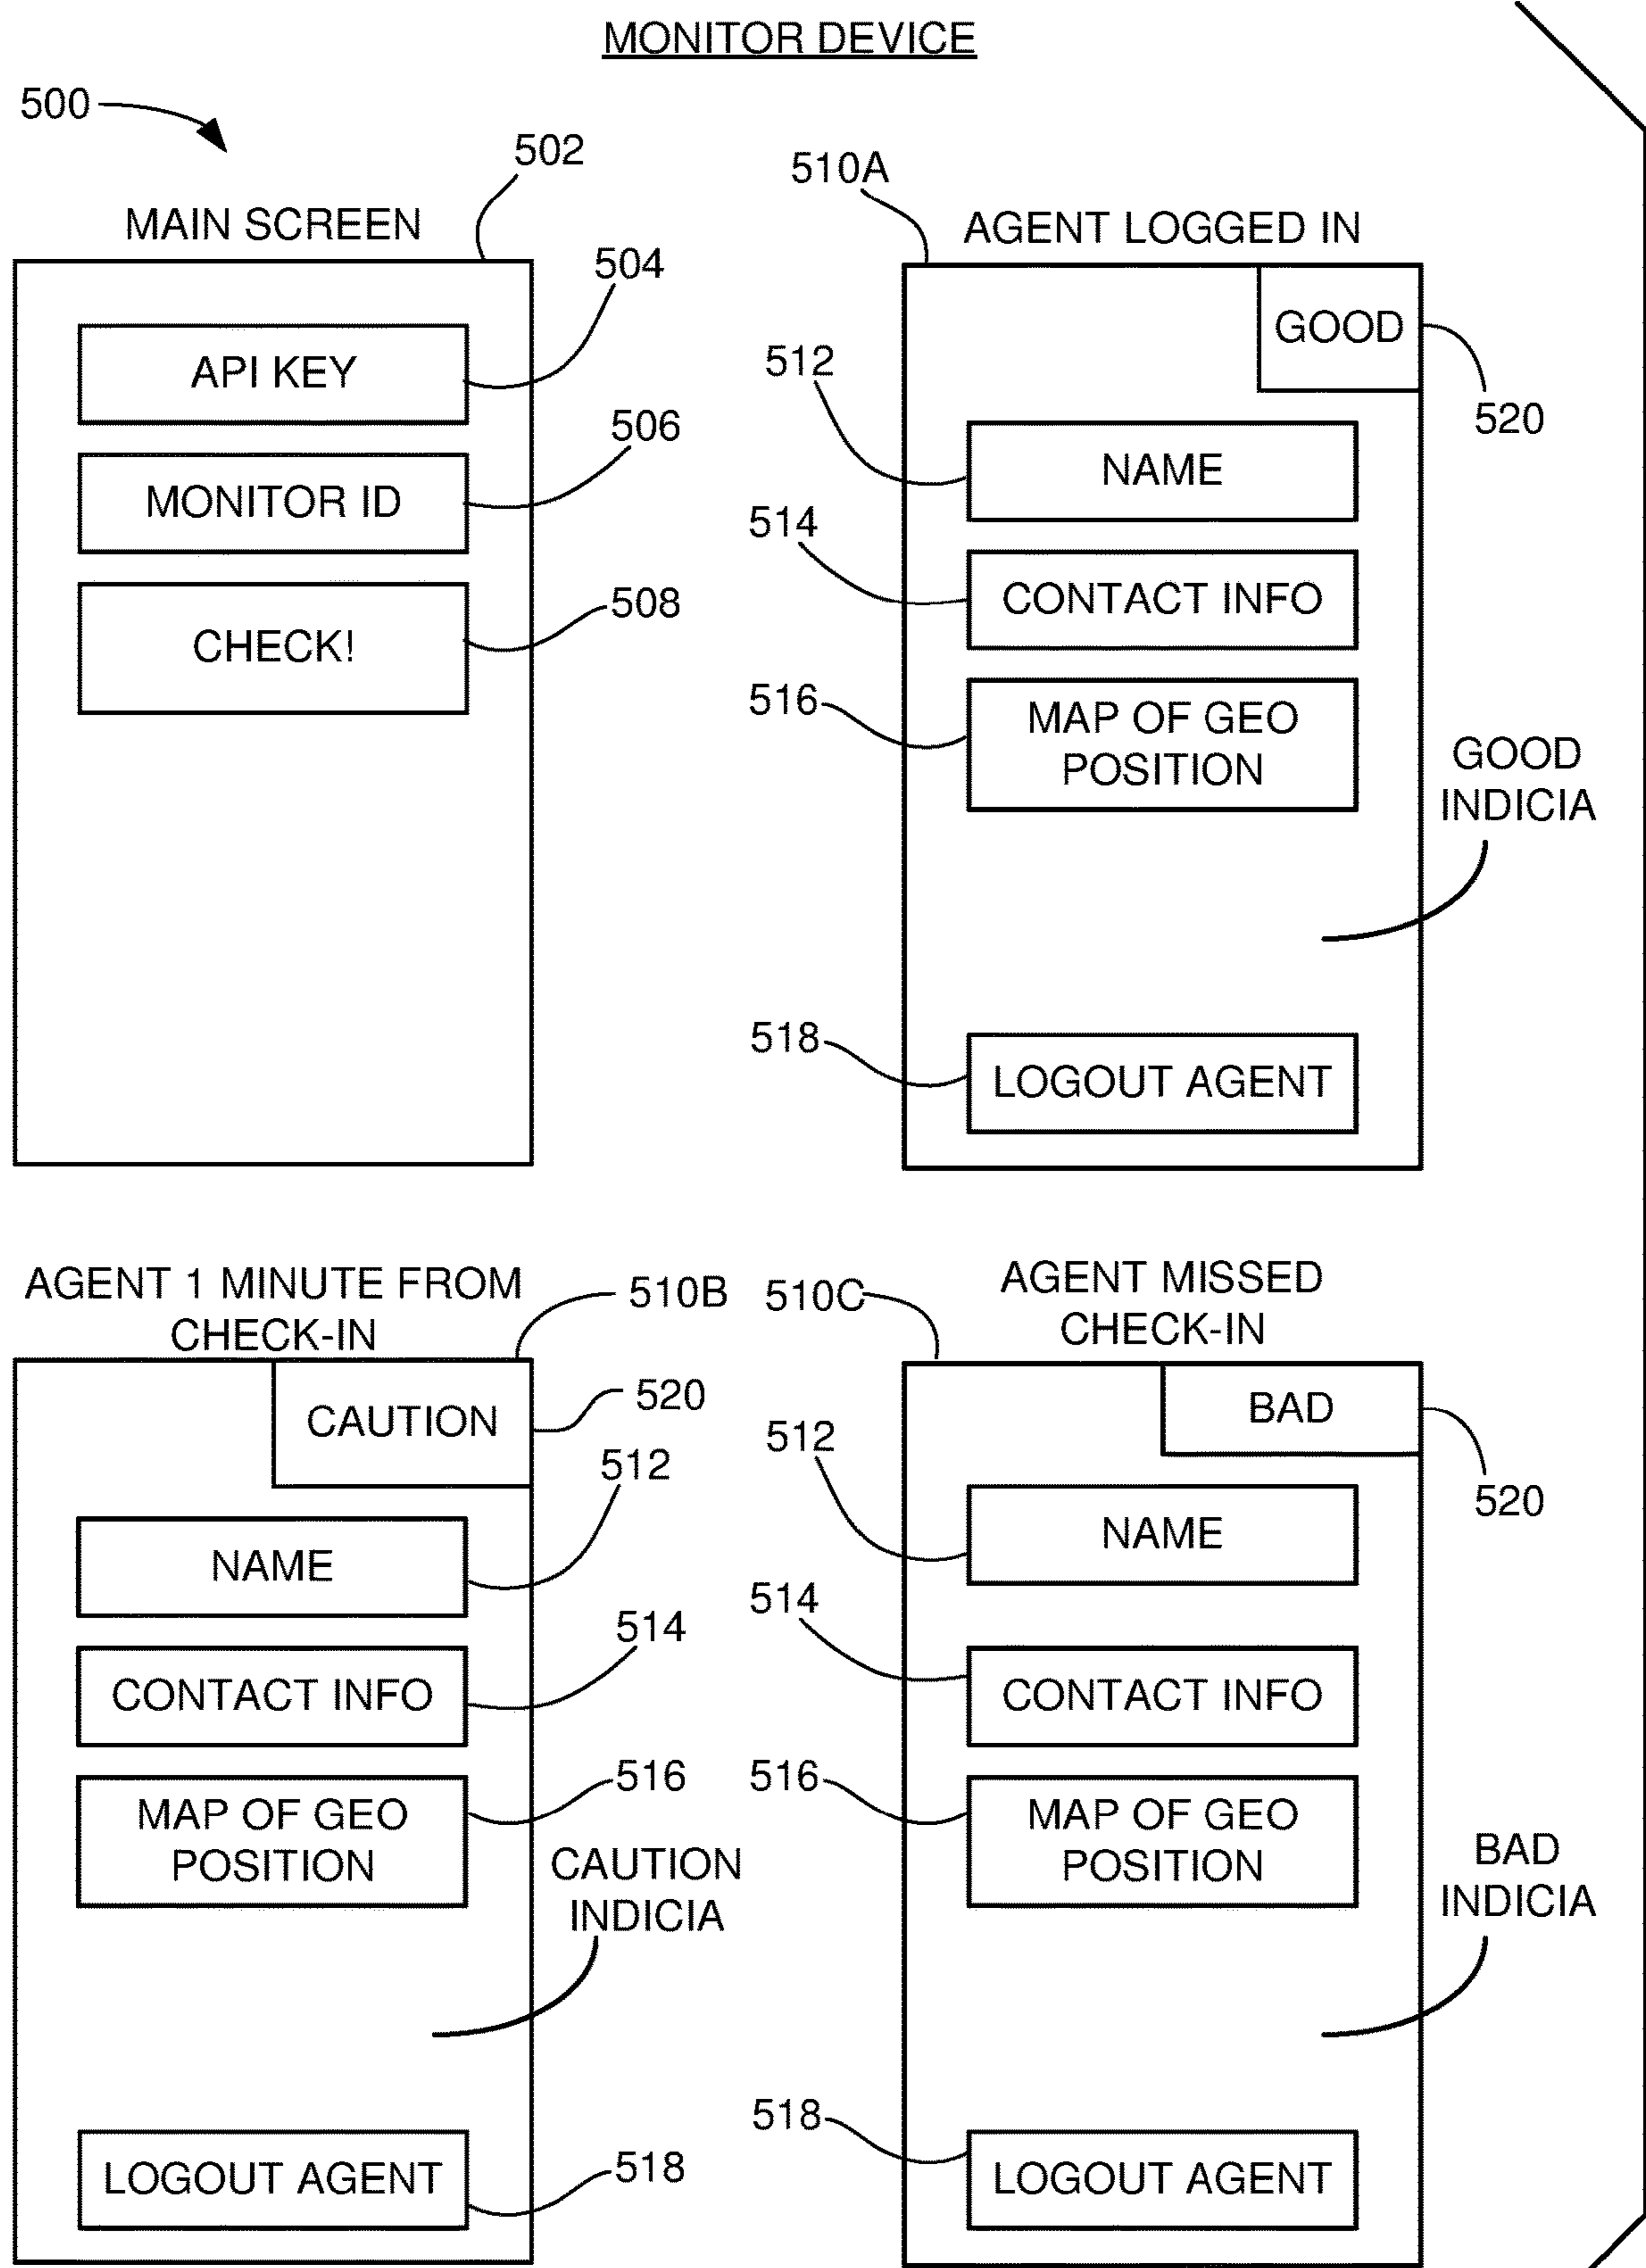 MONITOR DEVICE
500
502
MAIN SCREEN
504
API KEY
506
MONITOR ID
508
CHECK!
510A
AGENT LOGGED IN
GOOD
520
512
NAME
514
CONTACT INFO
516
MAP OF GEO
POSITION
GOOD
INDICIA
518
LOGOUT AGENT
AGENT 1 MINUTE FROM
CHECK-IN
510B
CAUTION
520
512
NAME
514
CONTACT INFO
516
MAP OF GEO
POSITION
CAUTION
INDICIA
LOGOUT AGENT
518
510C
AGENT MISSED
CHECK-IN
BAD
520
512
NAME
514
CONTACT INFO
516
MAP OF GEO
POSITION
BAD
INDICIA
518
LOGOUT AGENT